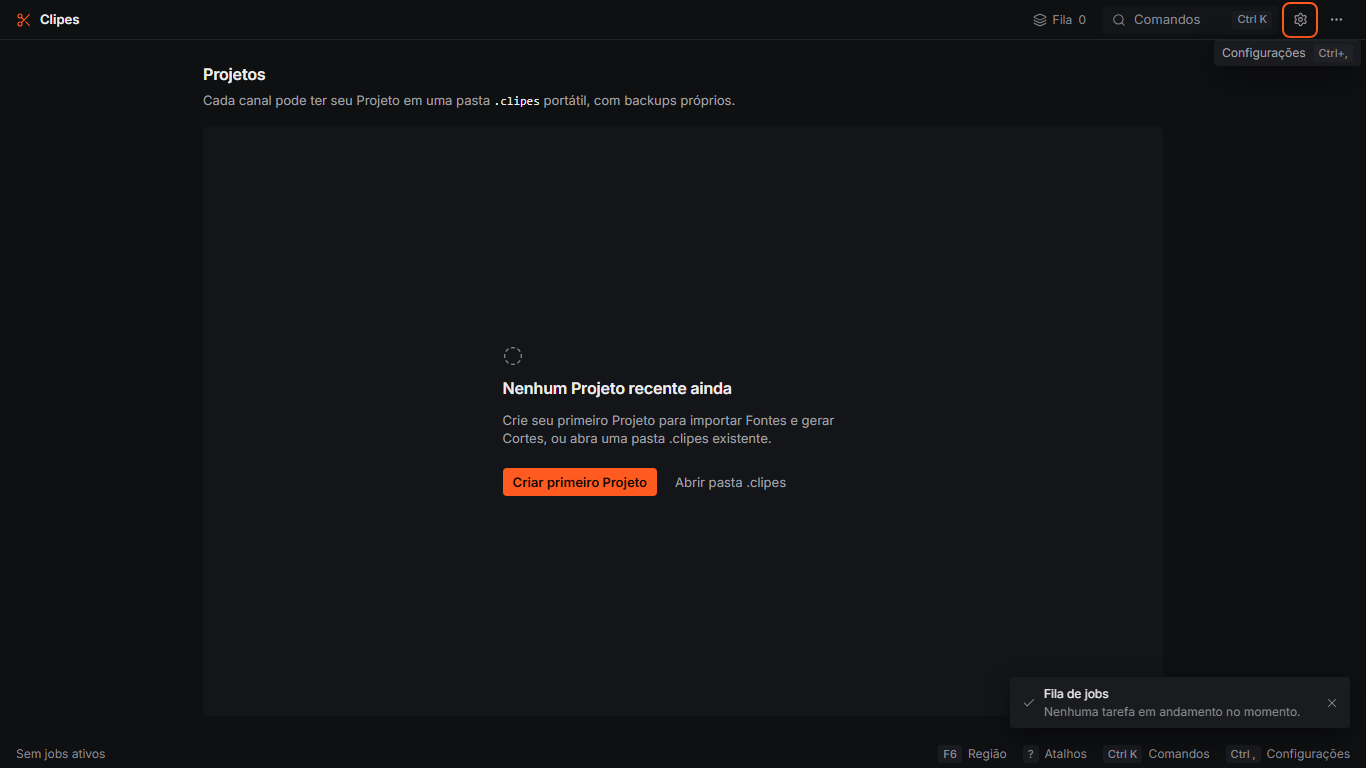 Clipes
Fila 0
Comandos Ctrl K
Configurações Ctrl+,
Projetos
Cada canal pode ter seu Projeto em uma pasta .clipes portátil, com backups próprios.
Nenhum Projeto recente ainda
Crie seu primeiro Projeto para importar Fontes e gerar
Cortes, ou abra uma pasta .clipes existente.
Criar primeiro Projeto Abrir pasta .clipes
Fila de jobs
Nenhuma tarefa em andamento no momento.
Sem jobs ativos
F6 Região ? Atalhos Ctrl K Comandos Ctrl , Configurações